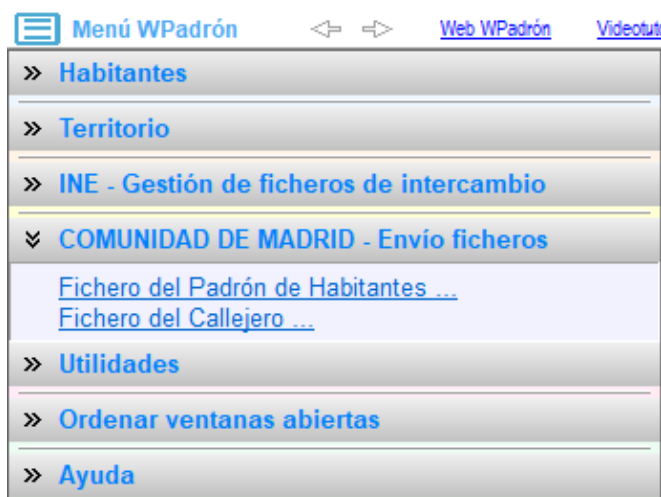 Menú WPadrón Web WPadrón
» Habitantes
» Territorio
» INE - Gestión de ficheros de intercambio
COMUNIDAD DE MADRID - Envío ficheros
Fichero del Padrón de Habitantes ...
Fichero del Callejero ...
» Utilidades
» Ordenar ventanas abiertas
» Ayuda